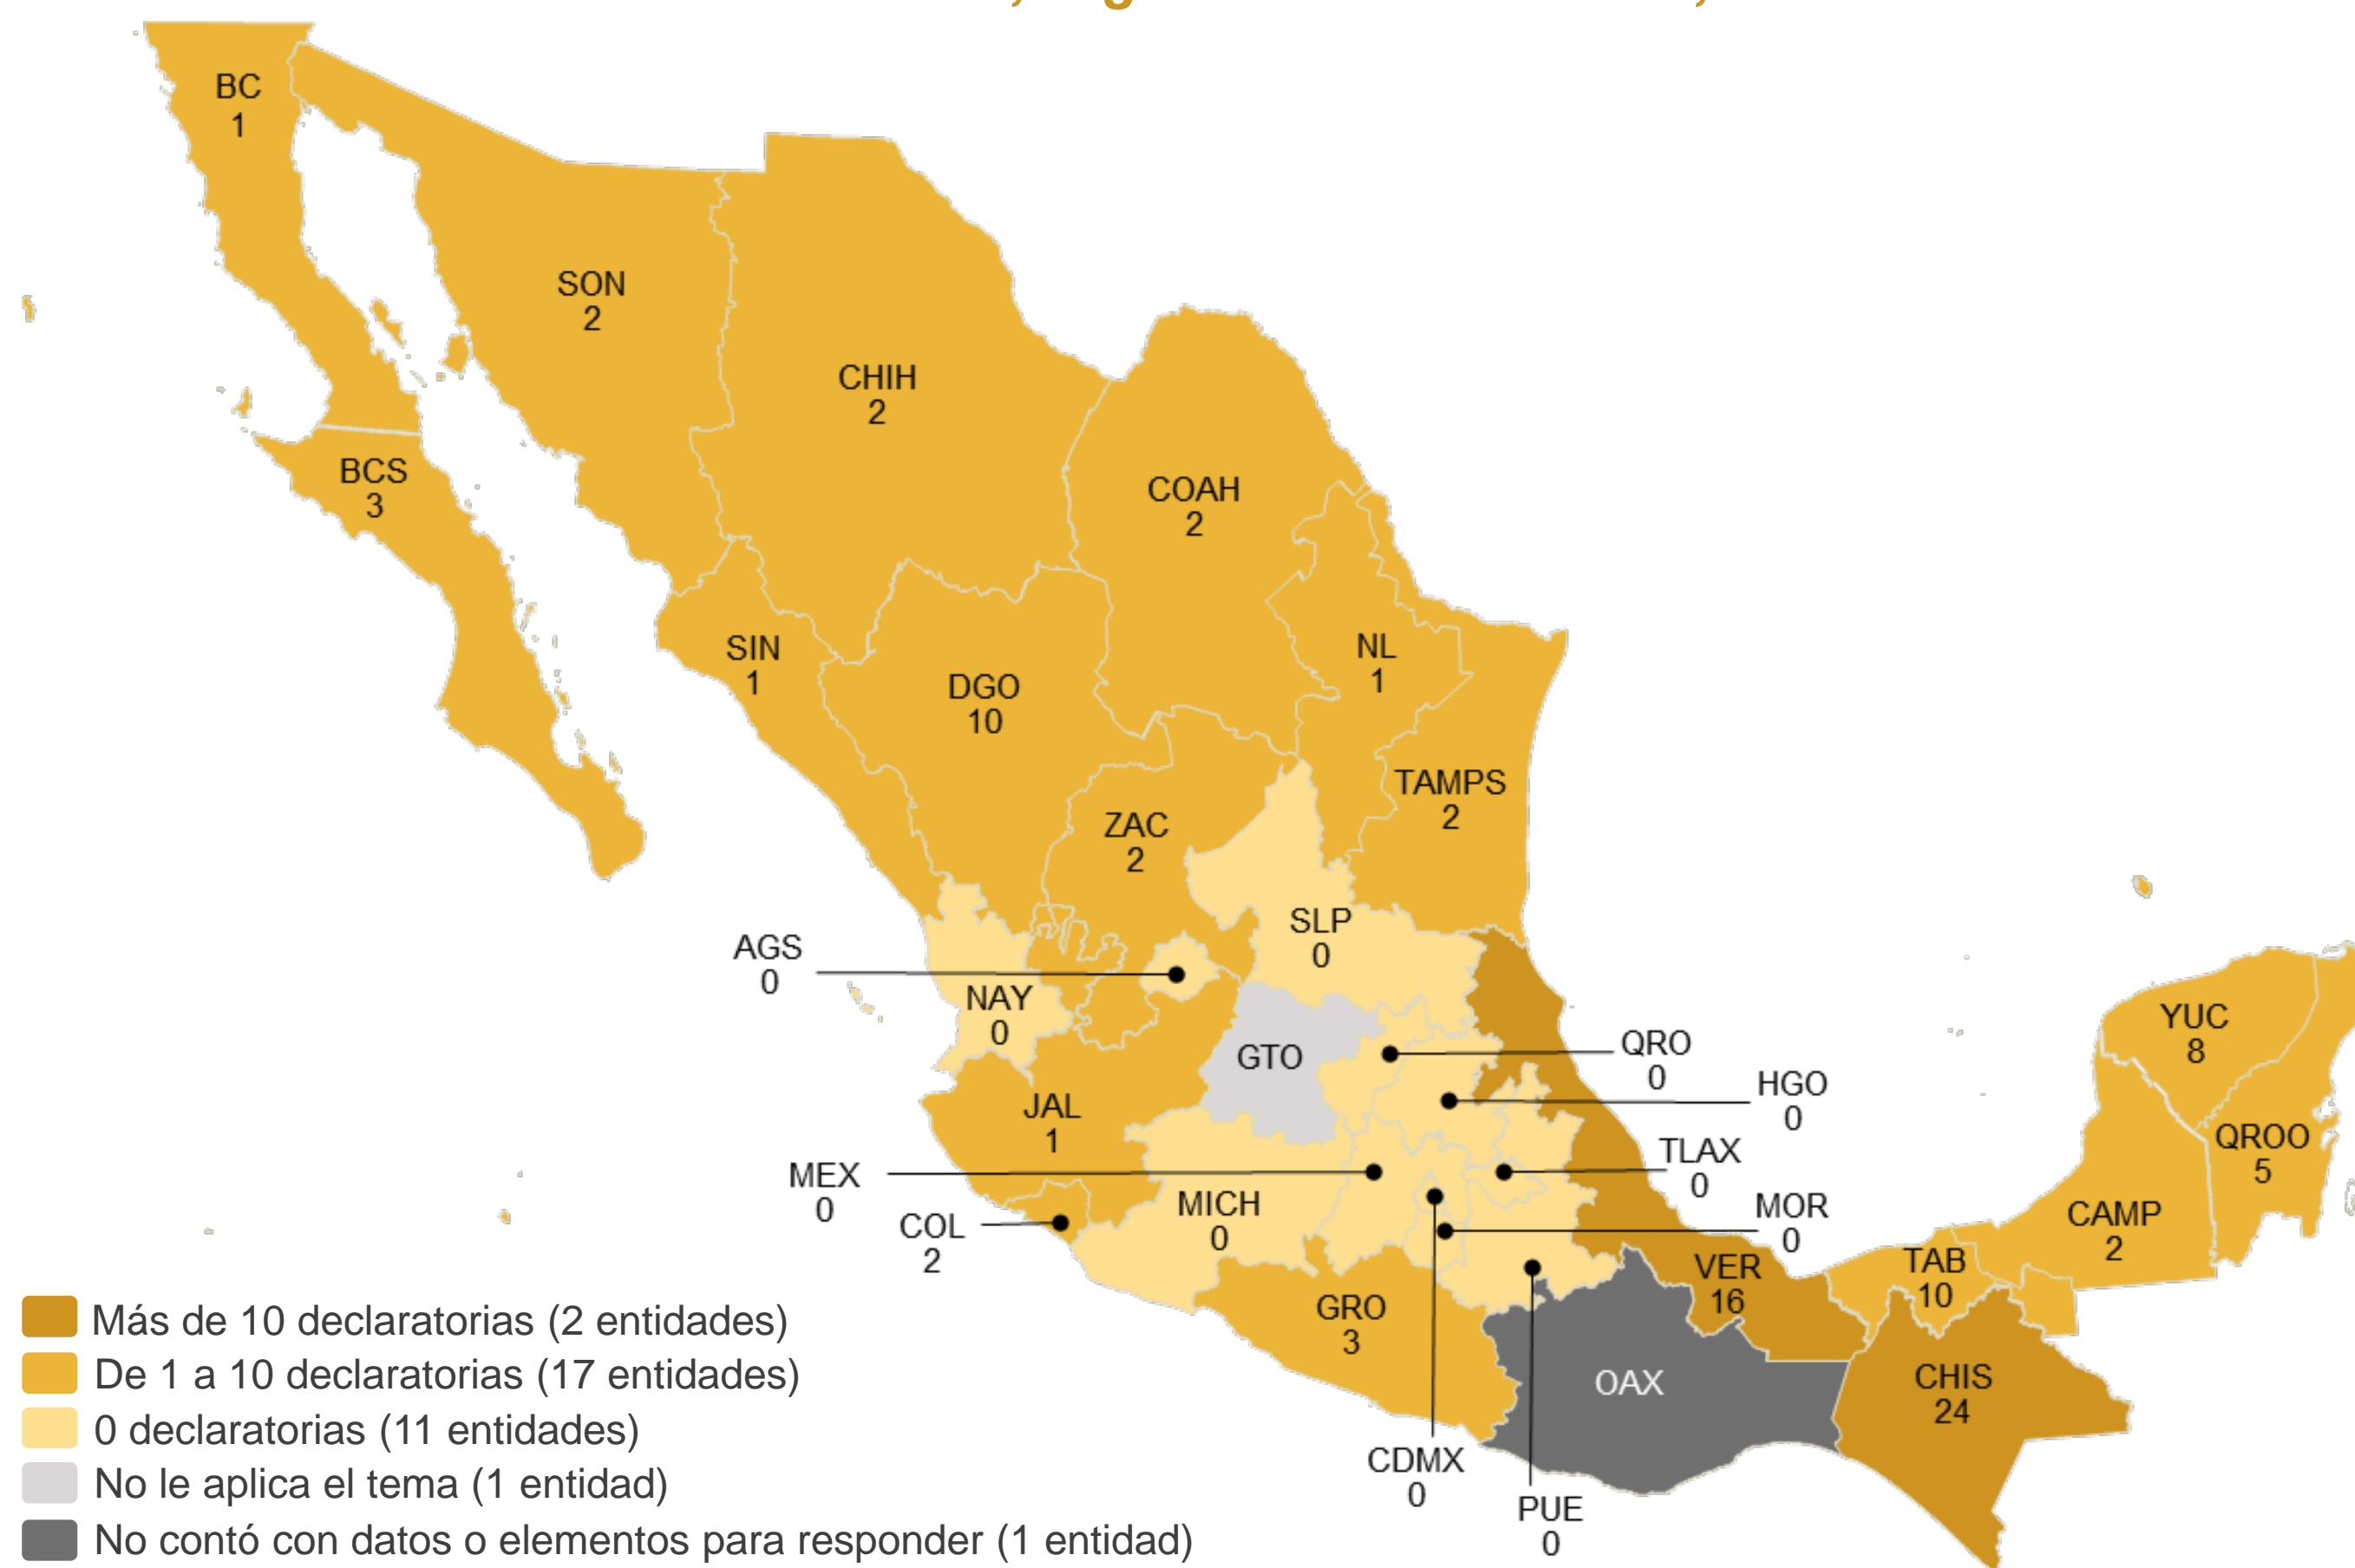 BC
1
SON
2
CHIH
2
BCS
3
COAH
2
SIN
1
NL
1
DGO
10
TAMPS
2
ZAC
2
SLP
0
AGS
0
NAY
0
YUC
8
QRO
0
GTO
HGO
0
JAL
1
QROO
5
TLAX
0
MEX
0
MICH
0
MOR
0
COL
2
CAMP
2
VER
16
TAB
10
GRO
3
OAX
CHIS
24
CDMX
0
PUE
0
Más de 10 declaratorias (2 entidades)
De 1 a 10 declaratorias (17 entidades)
0 declaratorias (11 entidades)
No le aplica el tema (1 entidad)
No contó con datos o elementos para responder (1 entidad)